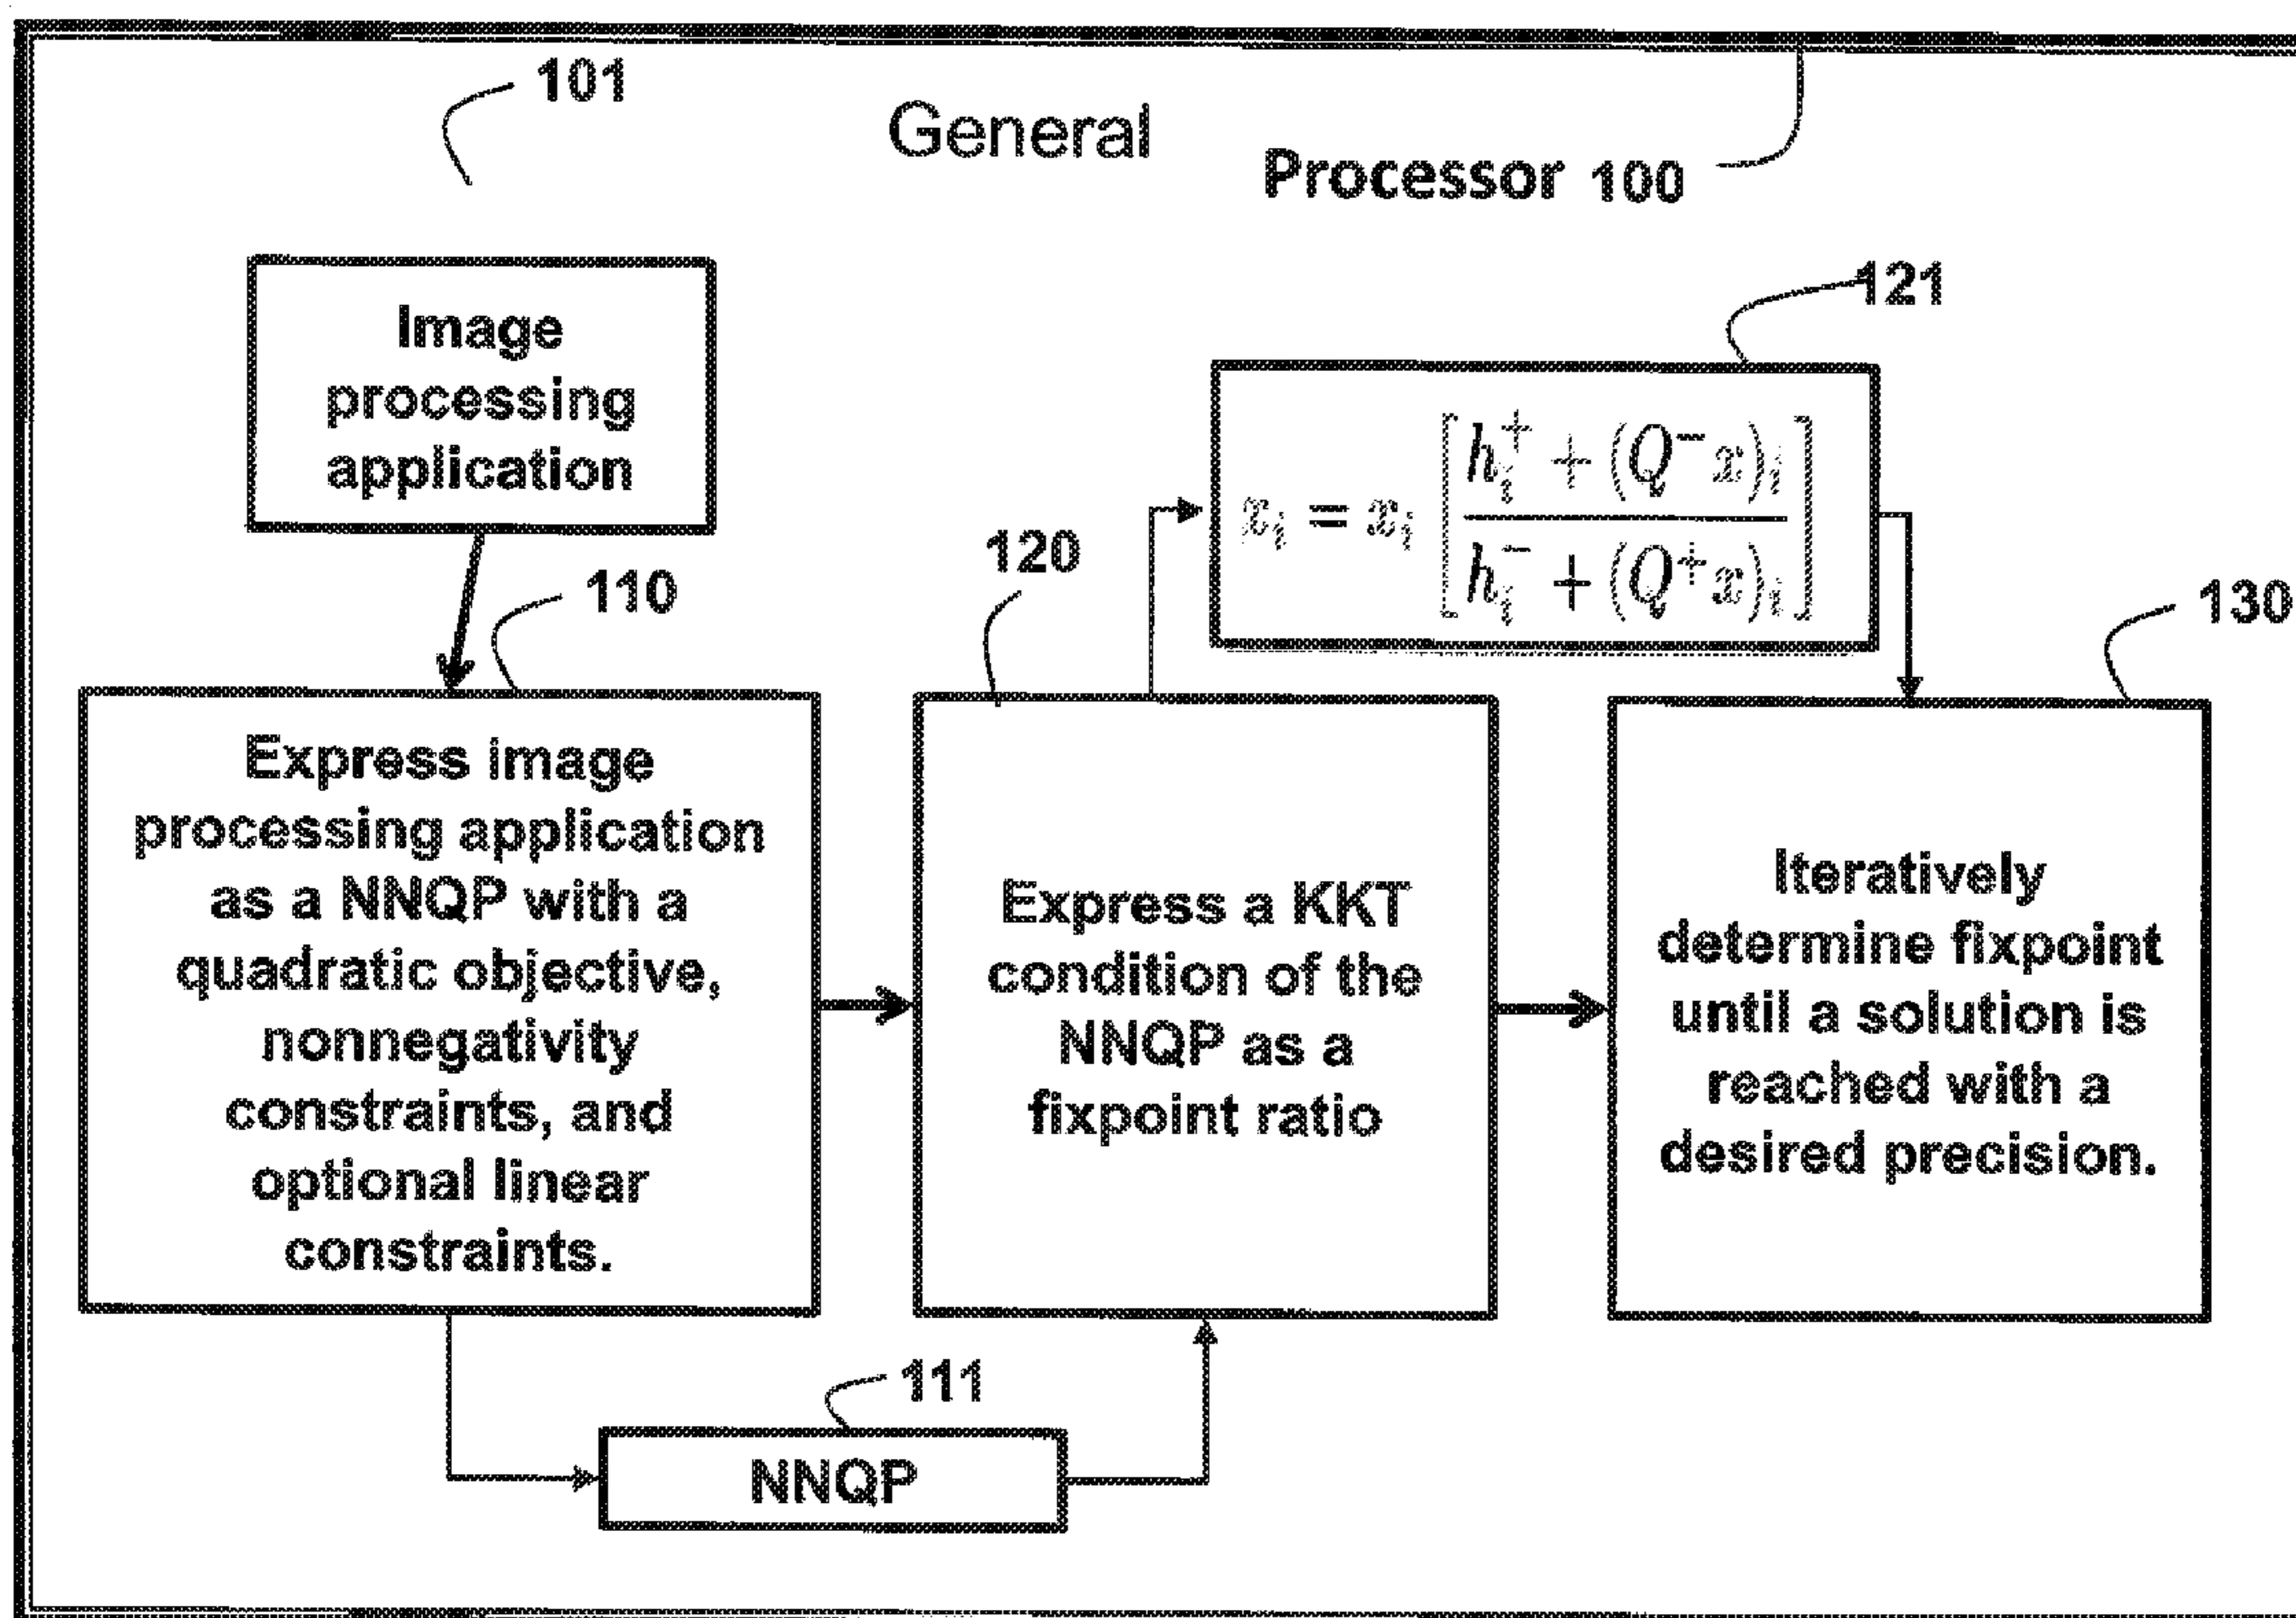 101
General
Processor 100
Image
processing
application
121
x_i = x_i [ (h_i^+ + (Q^- x)_i) / (h_i^- + (Q^+ x)_i) ]
110
120
130
Express image
processing application
as a NNQP with a
quadratic objective,
nonnegativity
constraints, and
optional linear
constraints.
Express a KKT
condition of the
NNQP as a
fixpoint ratio
Iteratively
determine fixpoint
until a solution is
reached with a
desired precision.
111
NNQP